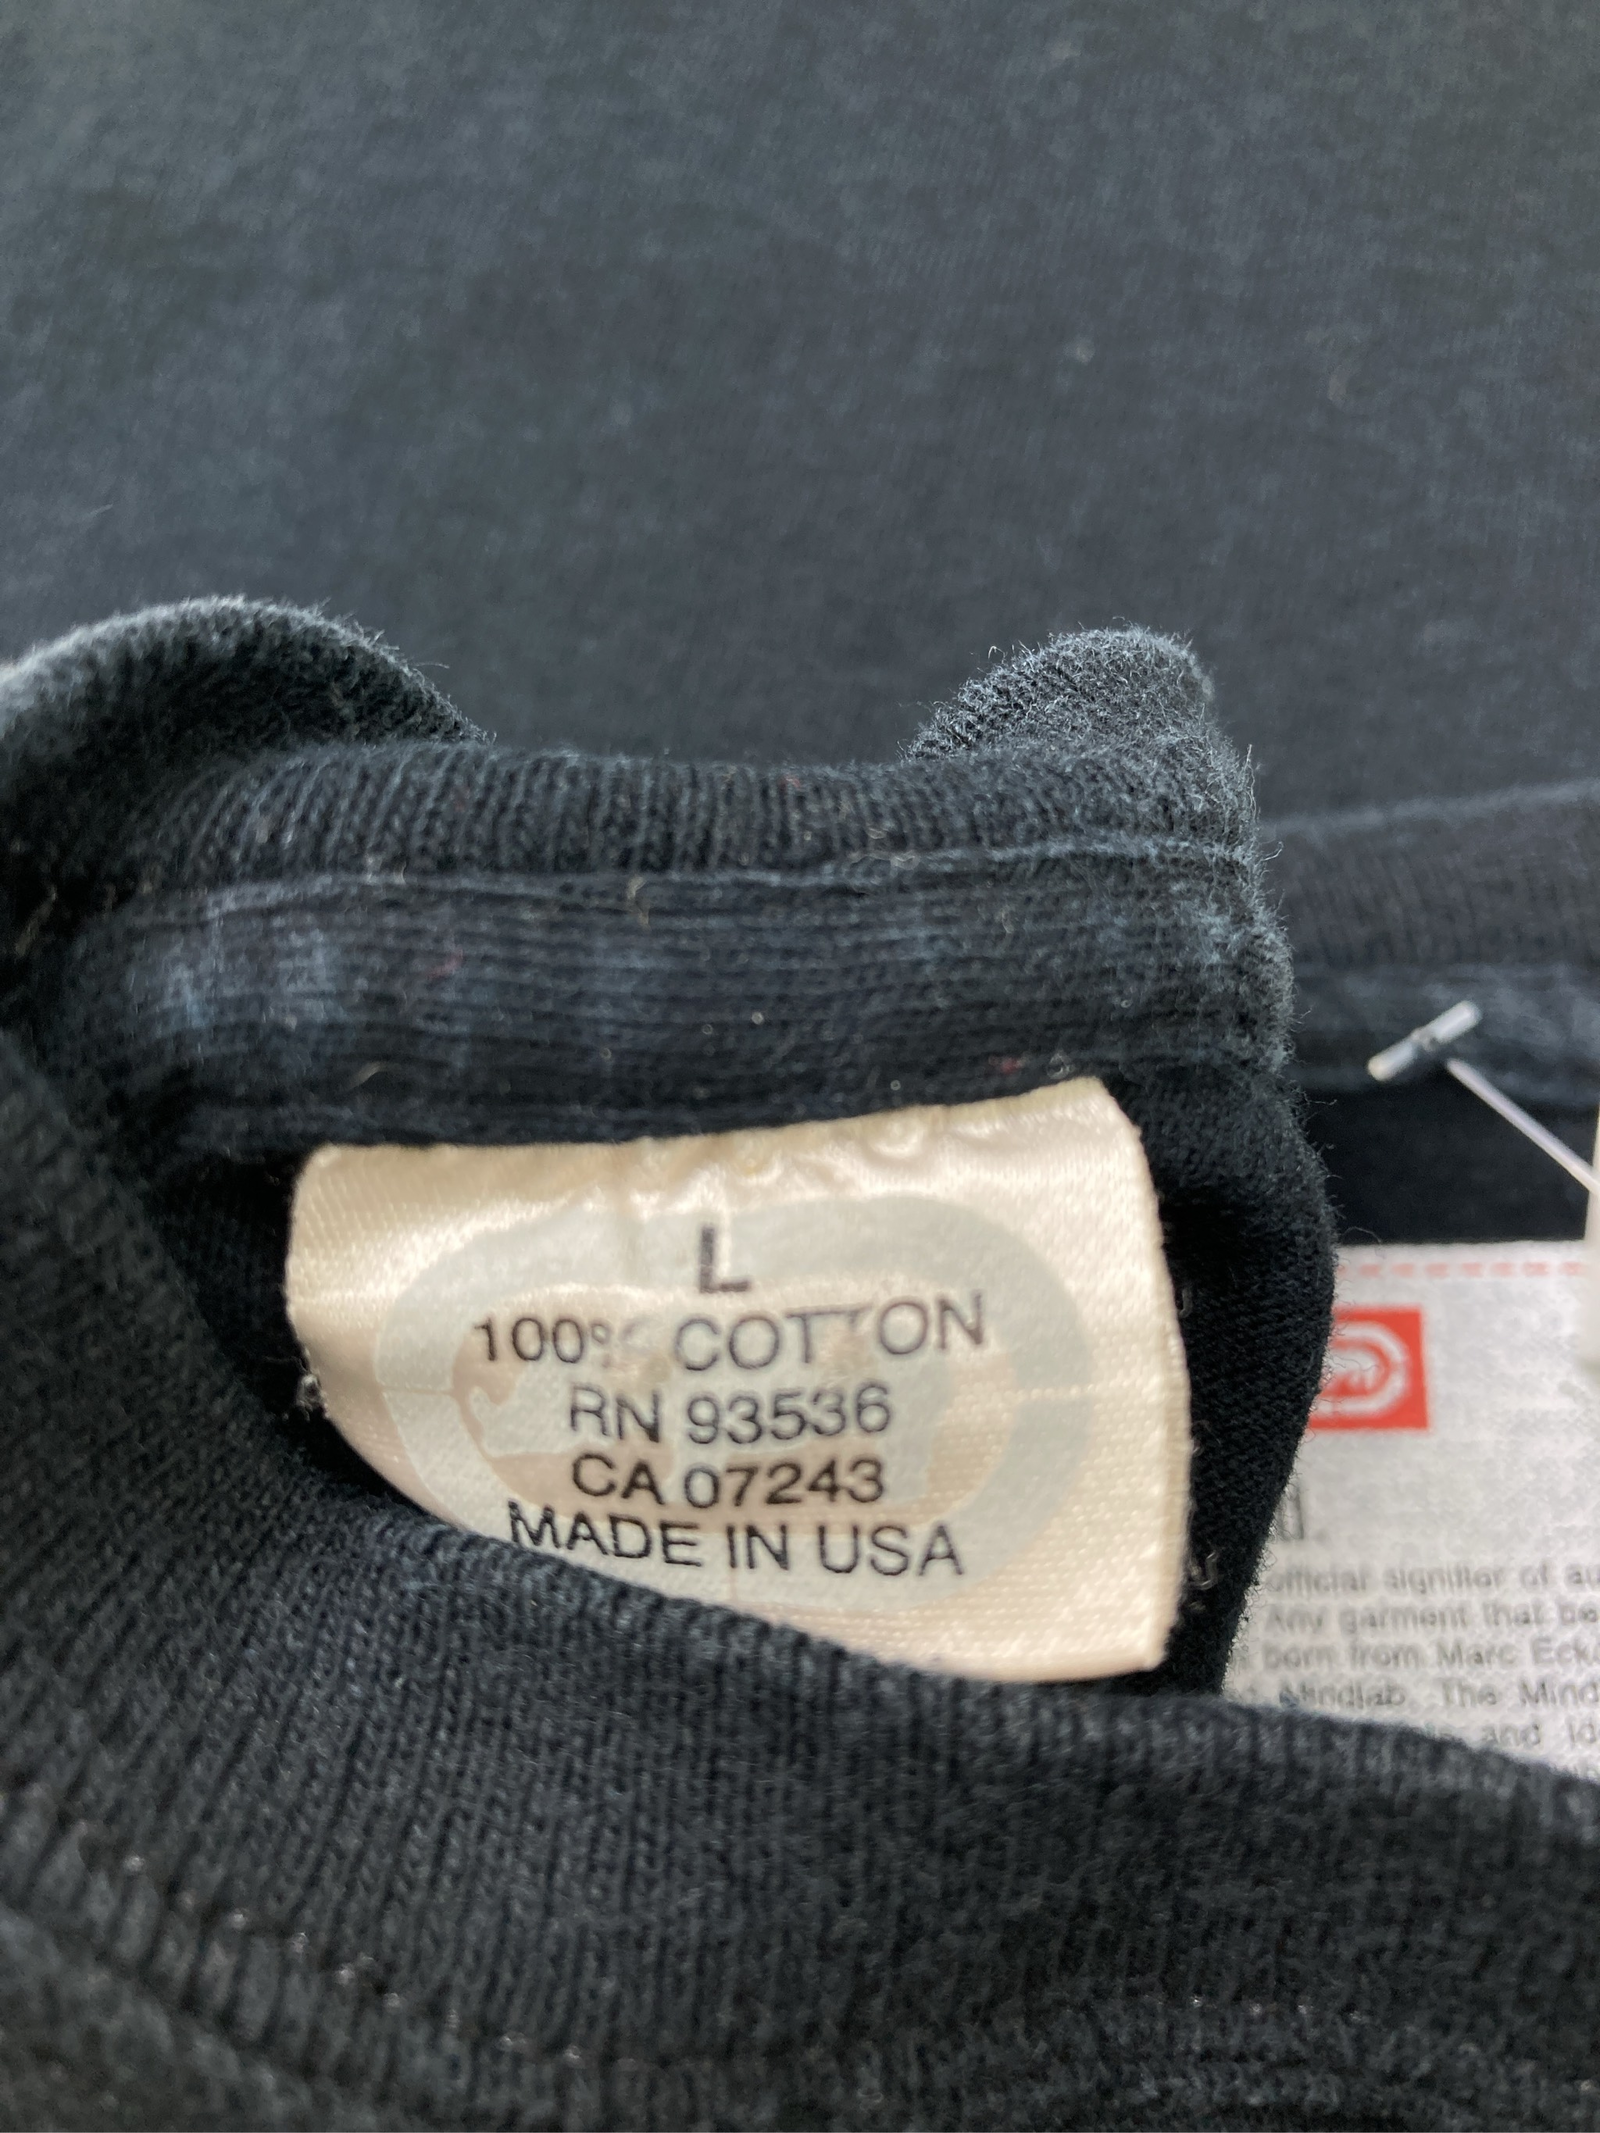 L
100% COTTON
RN 93536
CA 07243
MADE IN USA
official signifier of au
Any garment that be
born from Marc Eck
Mindlab. The Mind
and